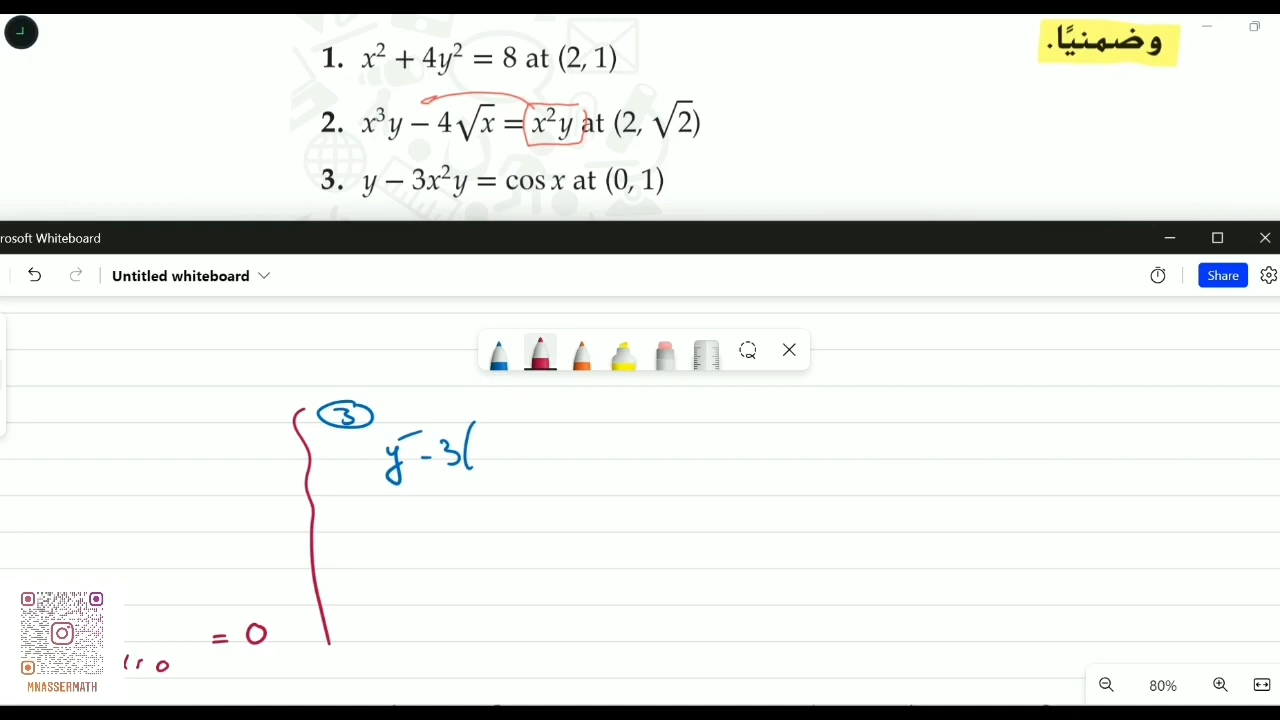 وضمنيًا.
1. x² + 4y² = 8 at (2, 1)
2. x³y − 4√x = x²y at (2, √2)
3. y − 3x²y = cos x at (0, 1)
rosoft Whiteboard
Untitled whiteboard
Share
3
y′ - 3(
= 0
MNASSERMATH
80%